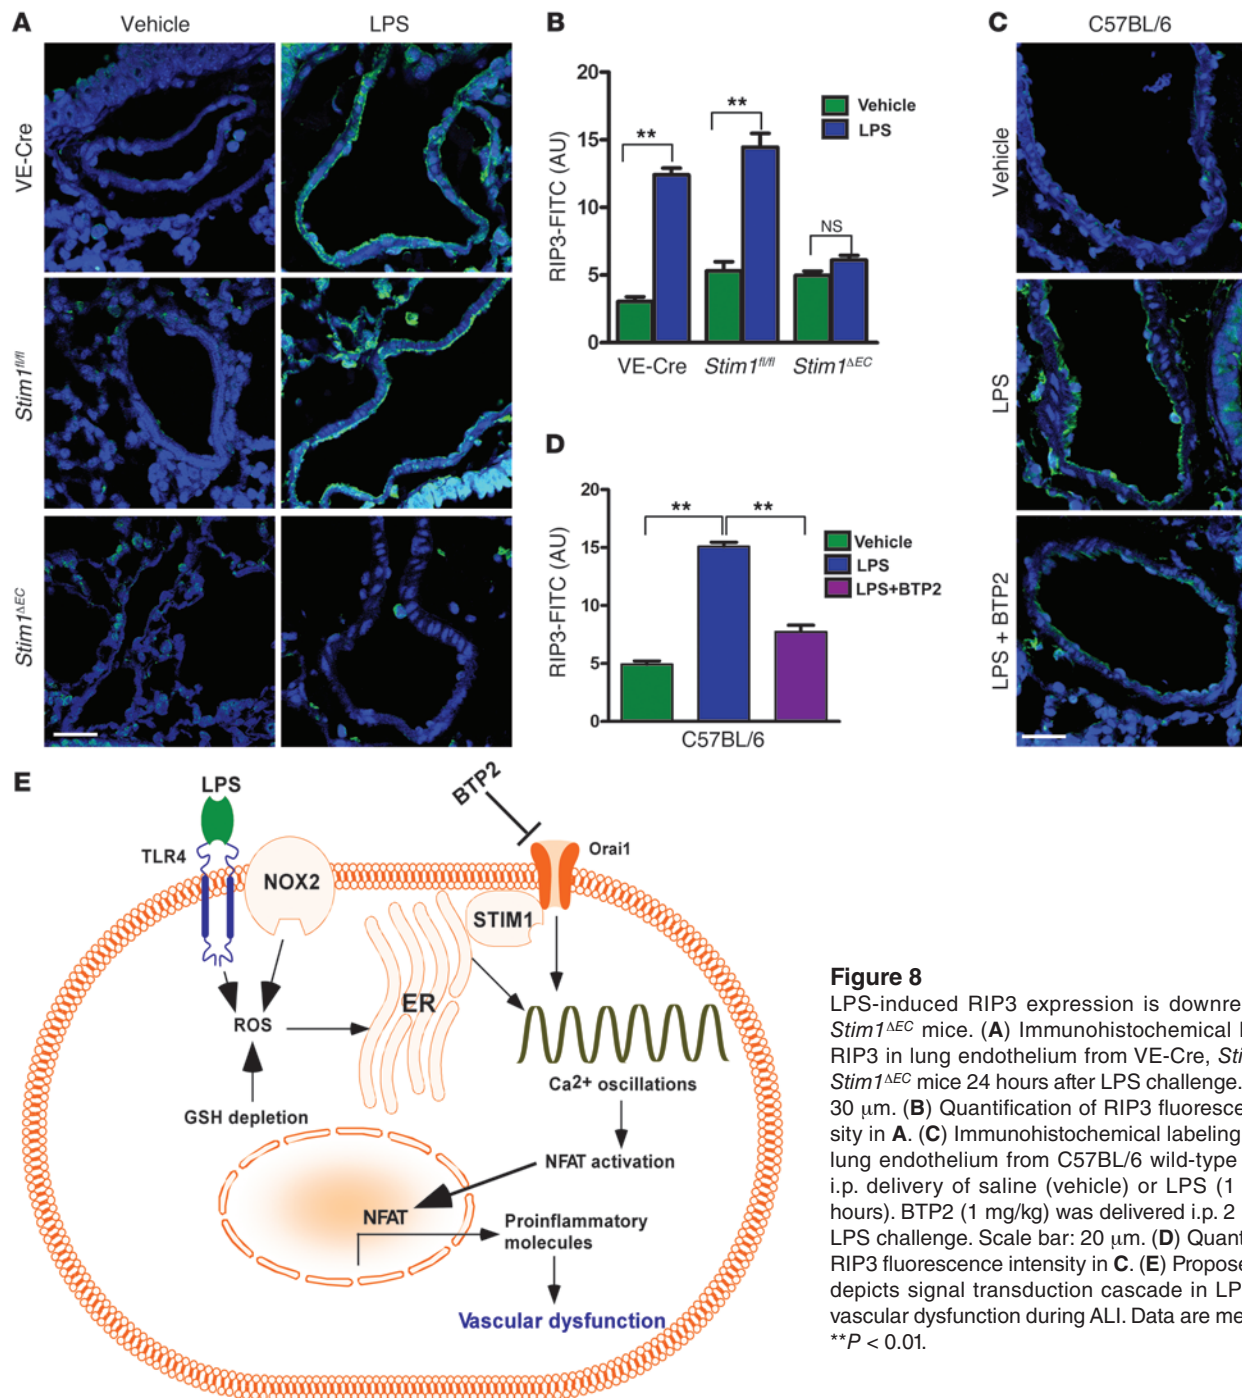 A
Vehicle
LPS
VE-Cre
Stim1fl/fl
Stim1ΔEC
B
RIP3-FITC (AU)
20
15
10
5
0
**
**
NS
Vehicle
LPS
VE-Cre
Stim1fl/fl
Stim1ΔEC
C
C57BL/6
Vehicle
LPS
LPS + BTP2
D
RIP3-FITC (AU)
20
15
10
5
0
**
**
Vehicle
LPS
LPS+BTP2
C57BL/6
E
LPS
BTP2
TLR4
NOX2
Orai1
STIM1
ER
ROS
GSH depletion
Ca2+ oscillations
NFAT activation
NFAT
Proinflammatory
molecules
Vascular dysfunction
Figure 8
LPS-induced RIP3 expression is downre
Stim1ΔEC mice. (A) Immunohistochemical
RIP3 in lung endothelium from VE-Cre, Sti
Stim1ΔEC mice 24 hours after LPS challenge.
30 μm. (B) Quantification of RIP3 fluoresce
sity in A. (C) Immunohistochemical labeling
lung endothelium from C57BL/6 wild-type
i.p. delivery of saline (vehicle) or LPS (1
hours). BTP2 (1 mg/kg) was delivered i.p. 2
LPS challenge. Scale bar: 20 μm. (D) Quant
RIP3 fluorescence intensity in C. (E) Propose
depicts signal transduction cascade in LP
vascular dysfunction during ALI. Data are me
**P < 0.01.